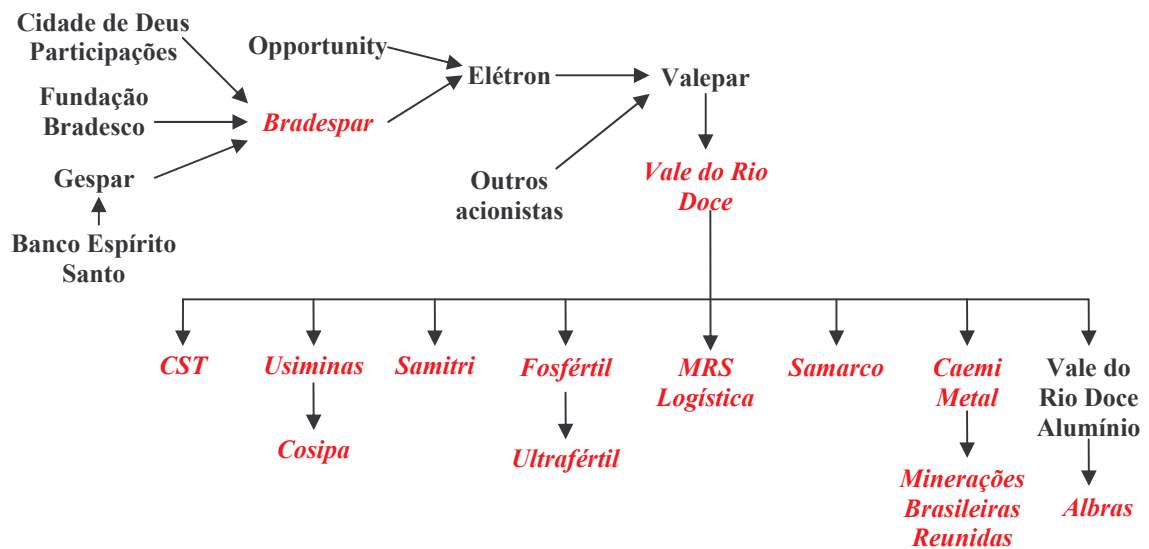 Cidade de Deus
Participações
Opportunity
Elétron
Valepar
Fundação
Bradesco
Bradespar
Gespar
Outros
acionistas
Vale do Rio
Doce
Banco Espírito
Santo
CST
Usiminas
Samitri
Fosfértil
MRS
Logística
Samarco
Caemi
Metal
Vale do
Rio Doce
Alumínio
Cosipa
Ultrafértil
Minerações
Brasileiras
Reunidas
Albras